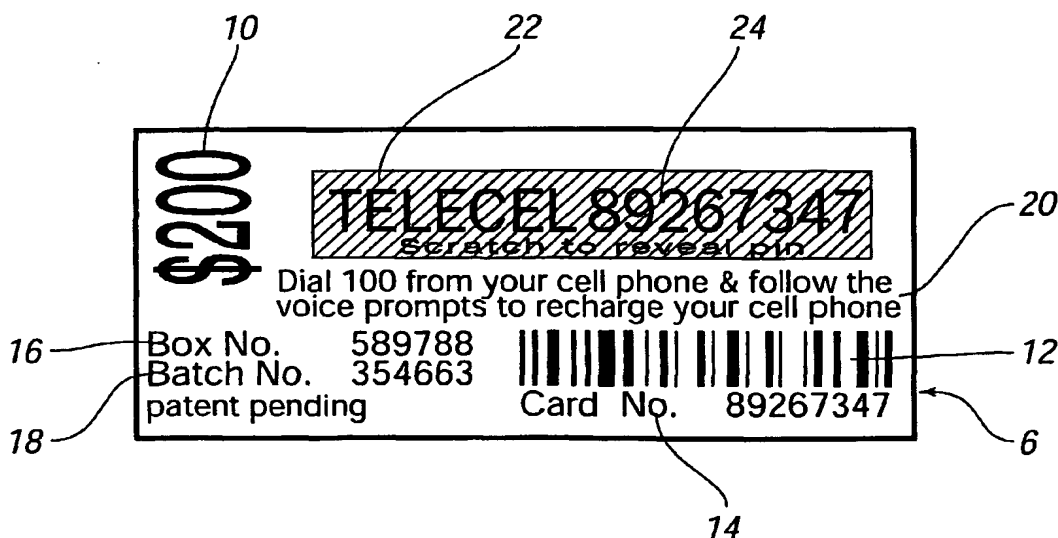 10
22
24
$200
TELECEL 89267347
Scratch to reveal pin
20
Dial 100 from your cell phone & follow the
voice prompts to recharge your cell phone
16
Box No. 589788
12
Batch No. 354663
18
patent pending
Card No. 89267347
6
14